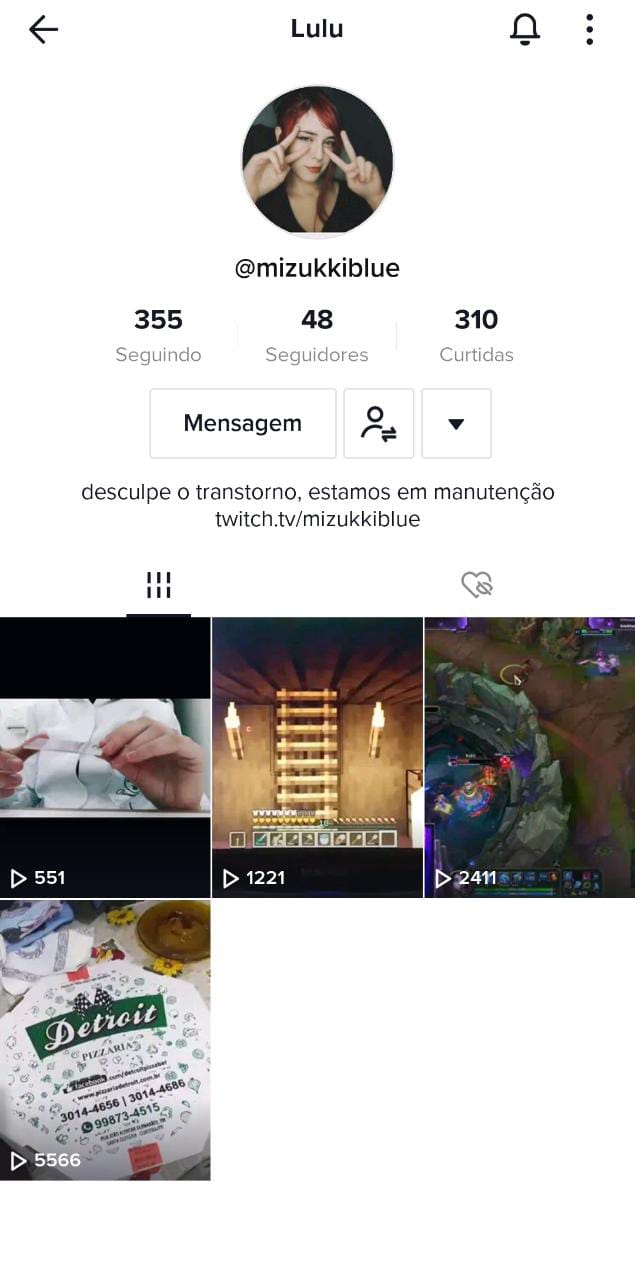 Lulu
@mizukkiblue
355
48
310
Seguindo
Seguidores
Curtidas
Mensagem
desculpe o transtorno, estamos em manutenção
twitch.tv/mizukkiblue
551
1221
2411
Detroit
PIZZARIA
facebook.com/detroitpizzabar
www.pizzariadetroit.com.br
3014-4656 | 3014-4686
99873-4515
5566